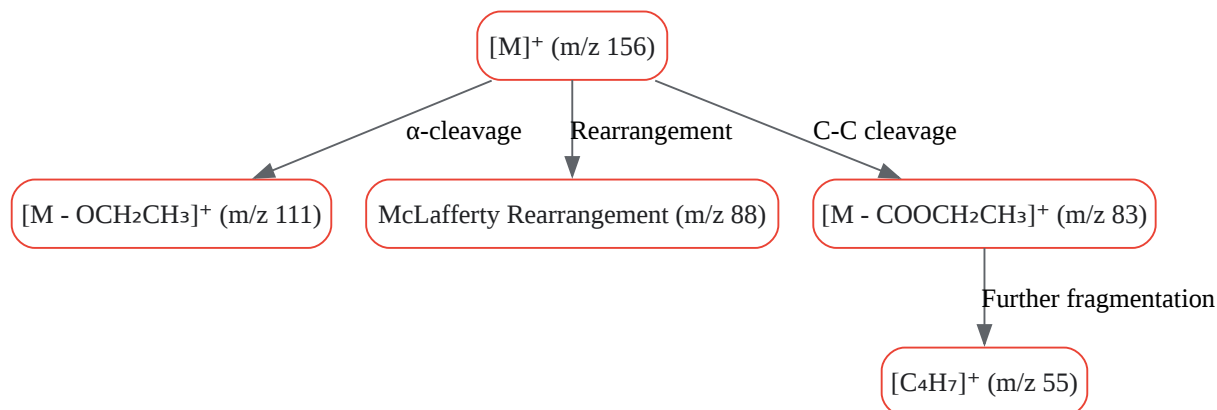 [M]⁺ (m/z 156)
α-cleavage
Rearrangement
C-C cleavage
[M - OCH₂CH₃]⁺ (m/z 111)
McLafferty Rearrangement (m/z 88)
[M - COOCH₂CH₃]⁺ (m/z 83)
Further fragmentation
[C₄H₇]⁺ (m/z 55)